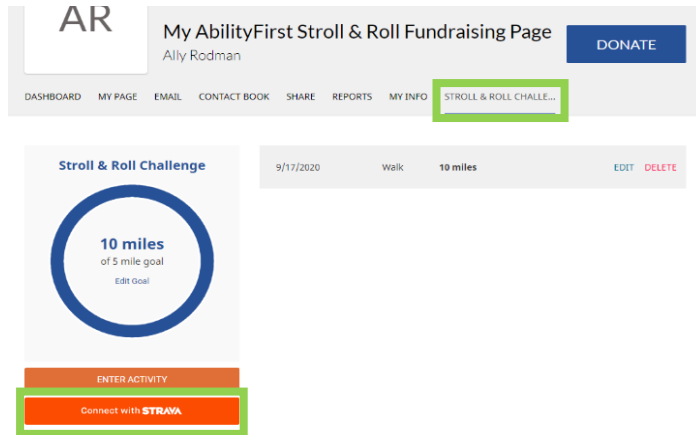 AR
My AbilityFirst Stroll & Roll Fundraising Page
Ally Rodman
DONATE
DASHBOARD MY PAGE EMAIL CONTACT BOOK SHARE REPORTS MY INFO STROLL & ROLL CHALLE...
Stroll & Roll Challenge
10 miles
of 5 mile goal
Edit Goal
9/17/2020 Walk 10 miles EDIT DELETE
ENTER ACTIVITY
Connect with STRAVA